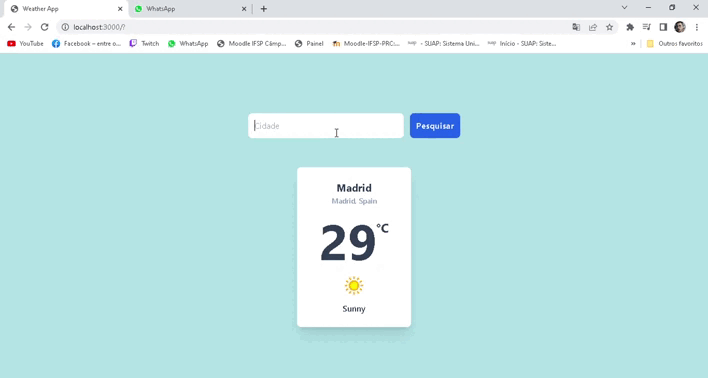 Weather App
WhatsApp
localhost:3000/?
YouTube
Facebook – entre o...
Twitch
WhatsApp
Moodle IFSP Câmp...
Painel
Moodle-IFSP-PRC:...
- SUAP: Sistema Uni...
Início - SUAP: Siste...
»
Outros favoritos
Cidade
Pesquisar
Madrid
Madrid, Spain
29°C
Sunny